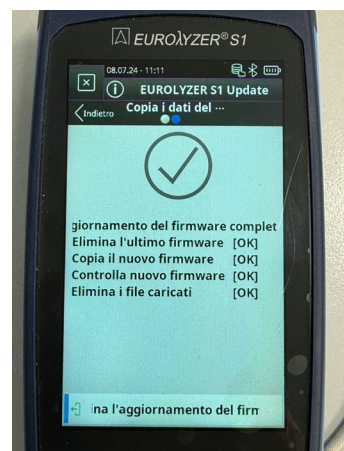 EUROλYZER® S1
08.07.24 - 11:11
EUROLYZER S1 Update
Indietro
Copia i dati del ...
giornamento del firmware complet
Elimina l'ultimo firmware [OK]
Copia il nuovo firmware [OK]
Controlla nuovo firmware [OK]
Elimina i file caricati [OK]
na l'aggiornamento del firm